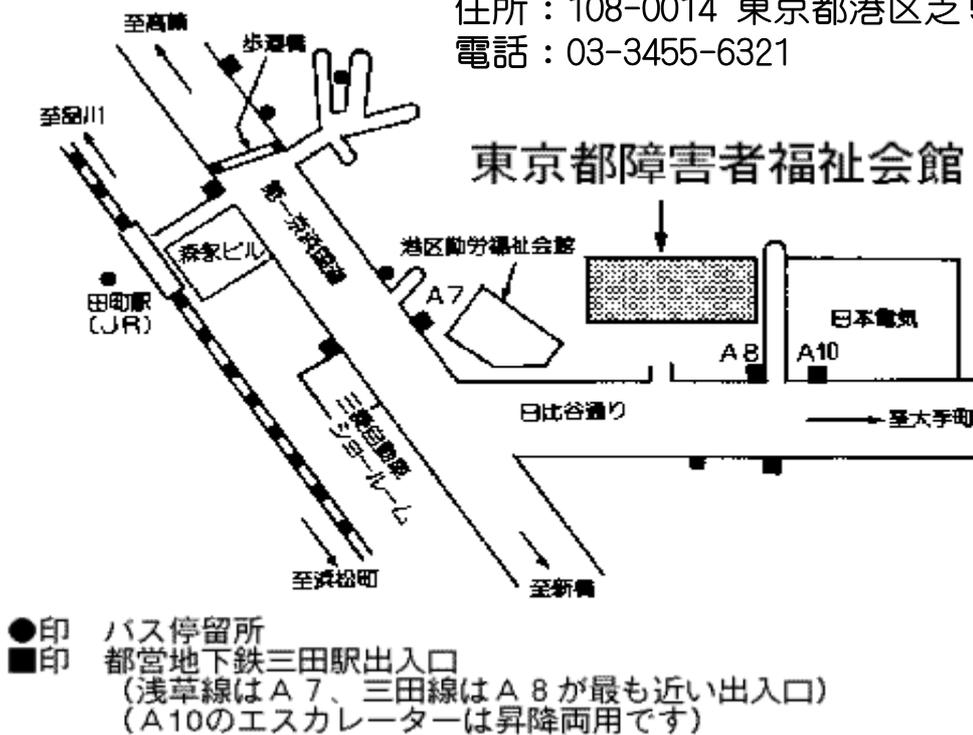 住所：108-0014 東京都港区芝
電話：03-3455-6321
至高輪
歩道橋
至品川
東京都障害者福祉会館
第一京浜国道
港区勤労福祉会館
森永ビル
A7
田町駅
（JR）
日本電気
A8
A10
日比谷通り
至大手町
三菱自動車
ショールーム
至浜松町
至新橋
●印 バス停留所
■印 都営地下鉄三田駅出入口
（浅草線はA7、三田線はA8が最も近い出入口）
（A10のエスカレーターは昇降両用です）